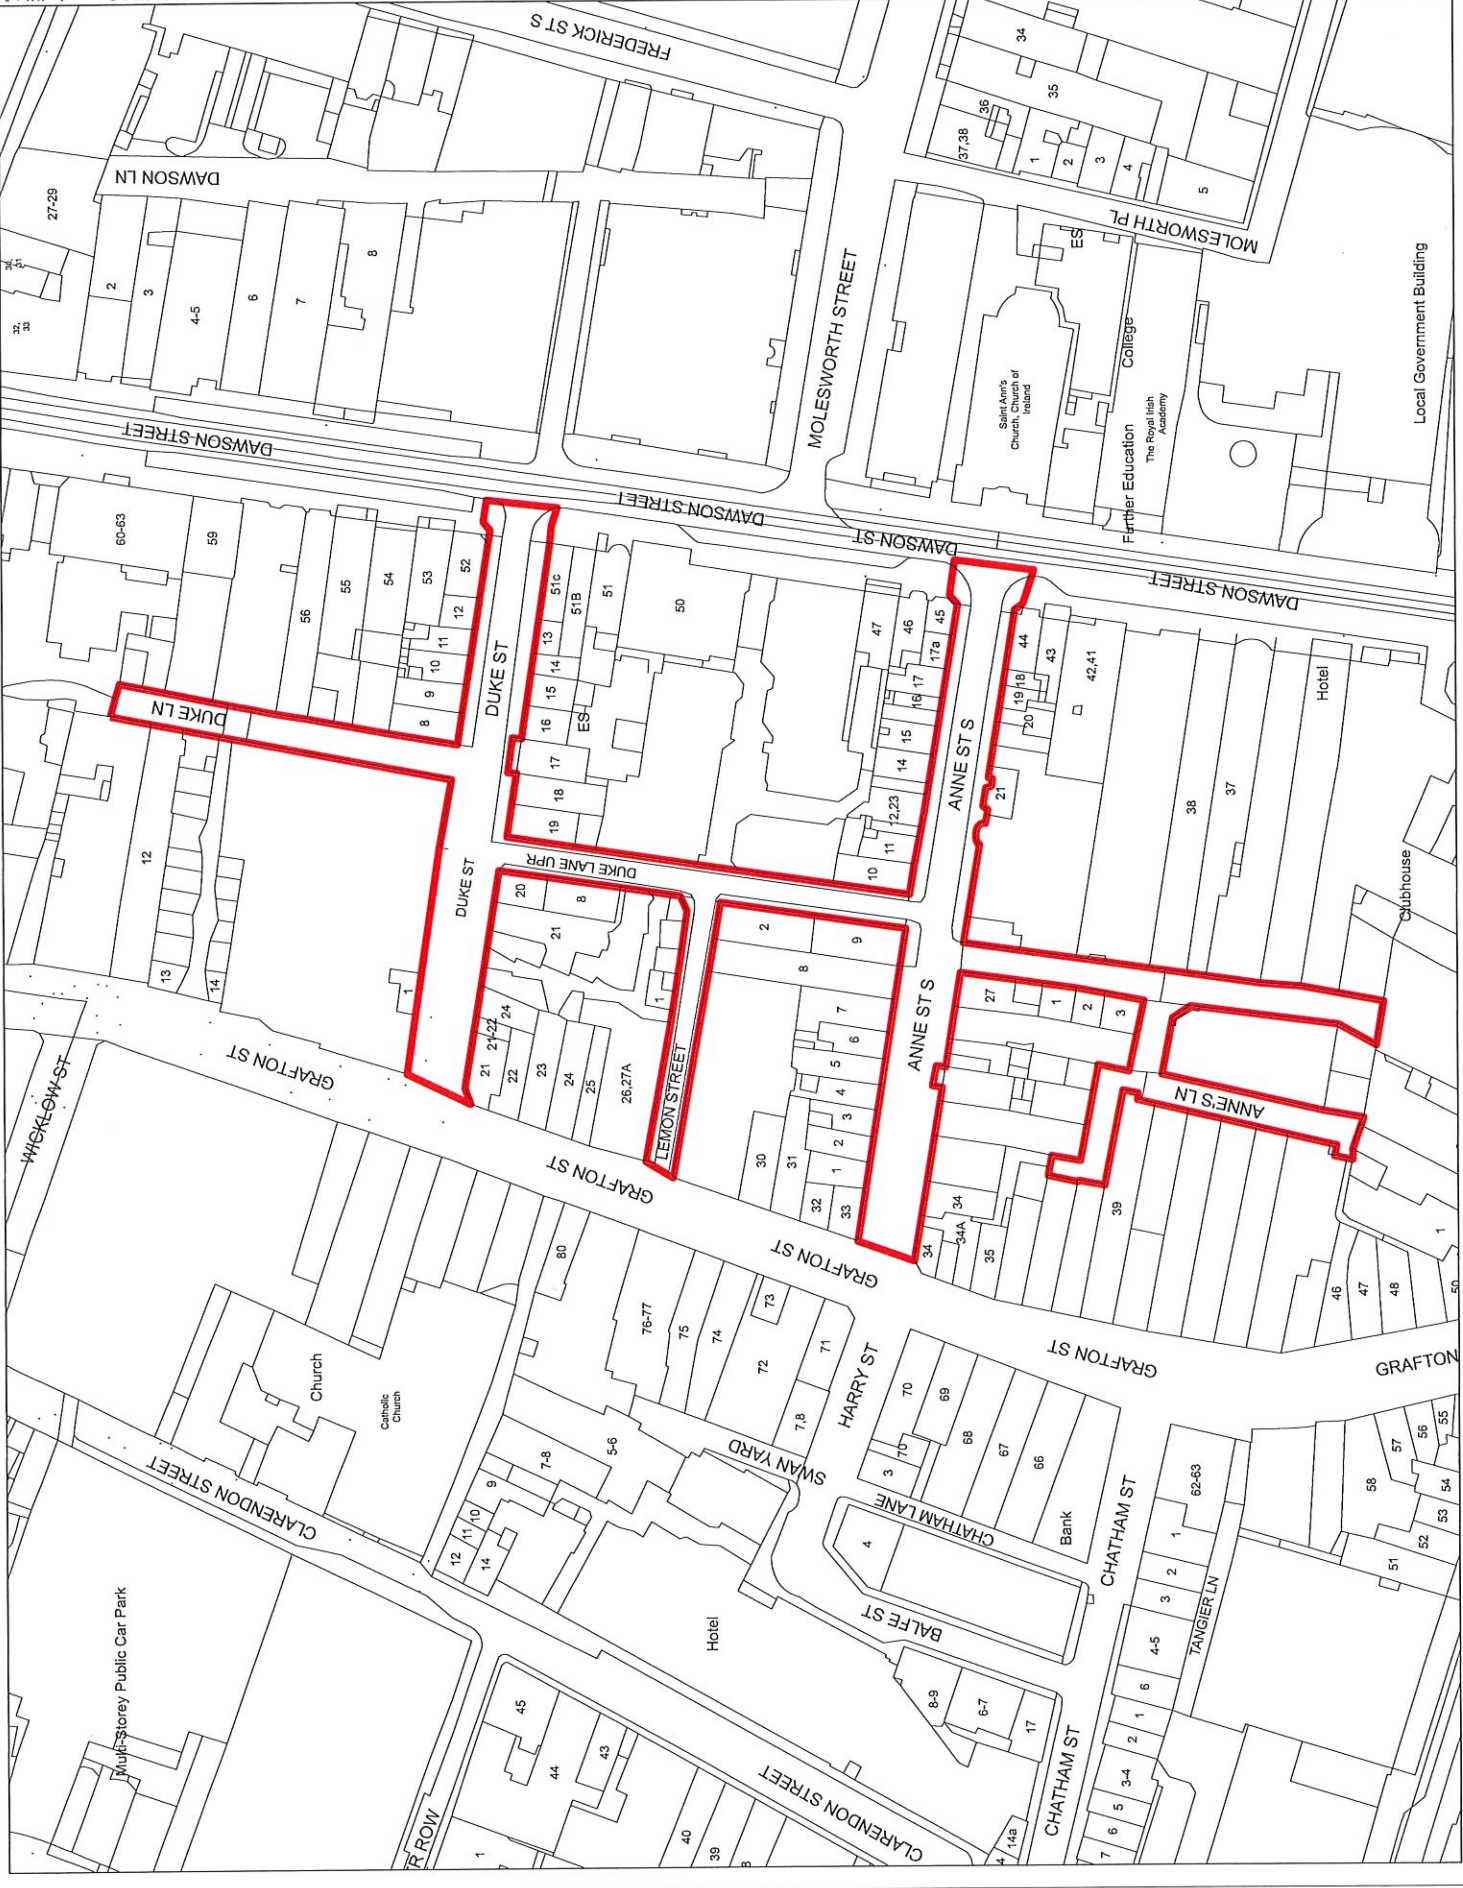 FREDERICK ST S
34
35
36
37,38
1
2
3
4
5
MOLESWORTH PL
DAWSON LN
27-29
32,
33
2
3
4-5
6
7
8
MOLESWORTH STREET
ES
Saint Ann's
Church, Church of
Ireland
College
Further Education
The Royal Irish
Academy
Local Government Building
DAWSON STREET
DAWSON STREET
DAWSON ST
DAWSON STREET
60-63
59
56
55
54
53
52
12
11
10
9
8
DUKE LN
DUKE ST
51c
51B
51
50
13
14
15
16
ES
17
18
19
47
46
45
17a
17
16
15
14
12,23
11
10
ANNE ST S
44
43
42,41
18
19
20
21
38
37
Hotel
Clubhouse
12
13
14
1
DUKE ST
DUKE LANE UPR
20
8
21
24
21-22
21
22
23
24
25
26,27A
1
LEMON STREET
2
9
8
7
6
5
4
3
2
1
30
31
32
33
ANNE ST S
27
1
2
3
34
34
34A
35
39
ANNE'S LN
1
46
47
48
50
WICKLOW ST
GRAFTON ST
GRAFTON ST
GRAFTON ST
GRAFTON ST
GRAFTON
80
76-77
75
74
73
72
71
7,8
HARRY ST
SWAN YARD
70
69
68
67
66
70
3
Bank
CHATHAM LANE
CHATHAM ST
Church
Catholic
Church
CLARENDON STREET
7-8
5-6
9
10
11
12
14
Hotel
4
BALFE ST
8-9
6-7
17
62-63
1
2
3
4-5
6
1
2
3-4
5
6
7
TANGIER LN
58
57
56
55
54
53
52
51
Multi-Storey Public Car Park
45
44
43
40
39
1
R ROW
CLARENDON STREET
CHATHAM ST
14a
4